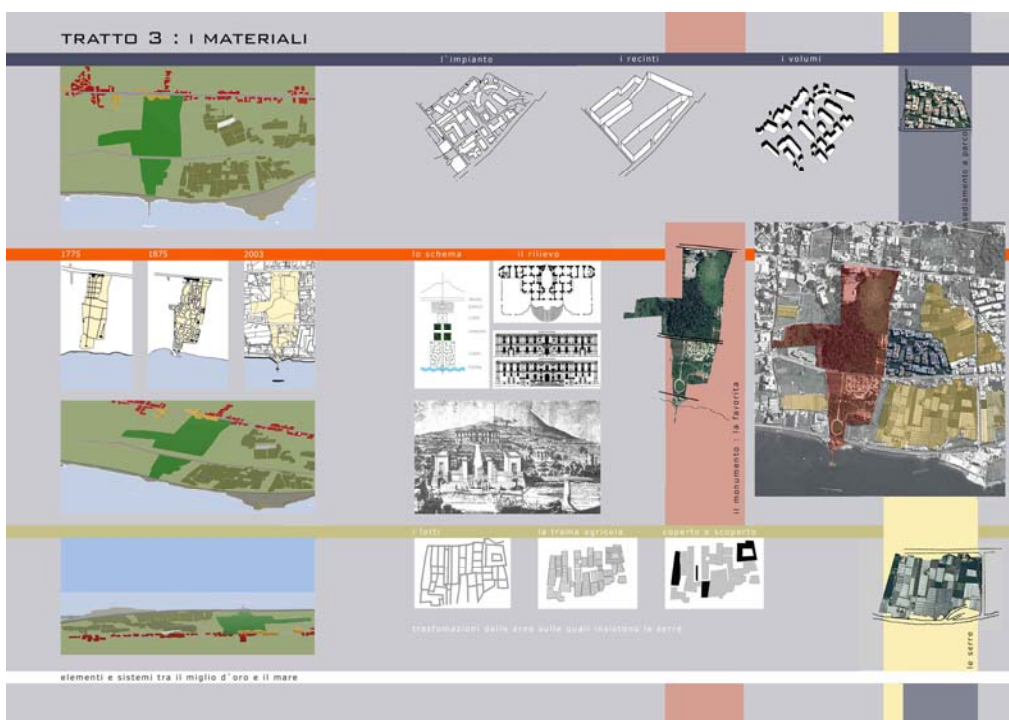 TRATTO 3 : I MATERIALI
l'impianto
i recinti
i volumi
sediamento a parco
1775
1875
2003
lo schema
il rilievo
il monumento : la favorita
i lotti
la trama agricola
coperto e scoperto
trasfomazioni delle aree sulle quali insistono le serre
le serre
elementi e sistemi tra il miglio d'oro e il mare